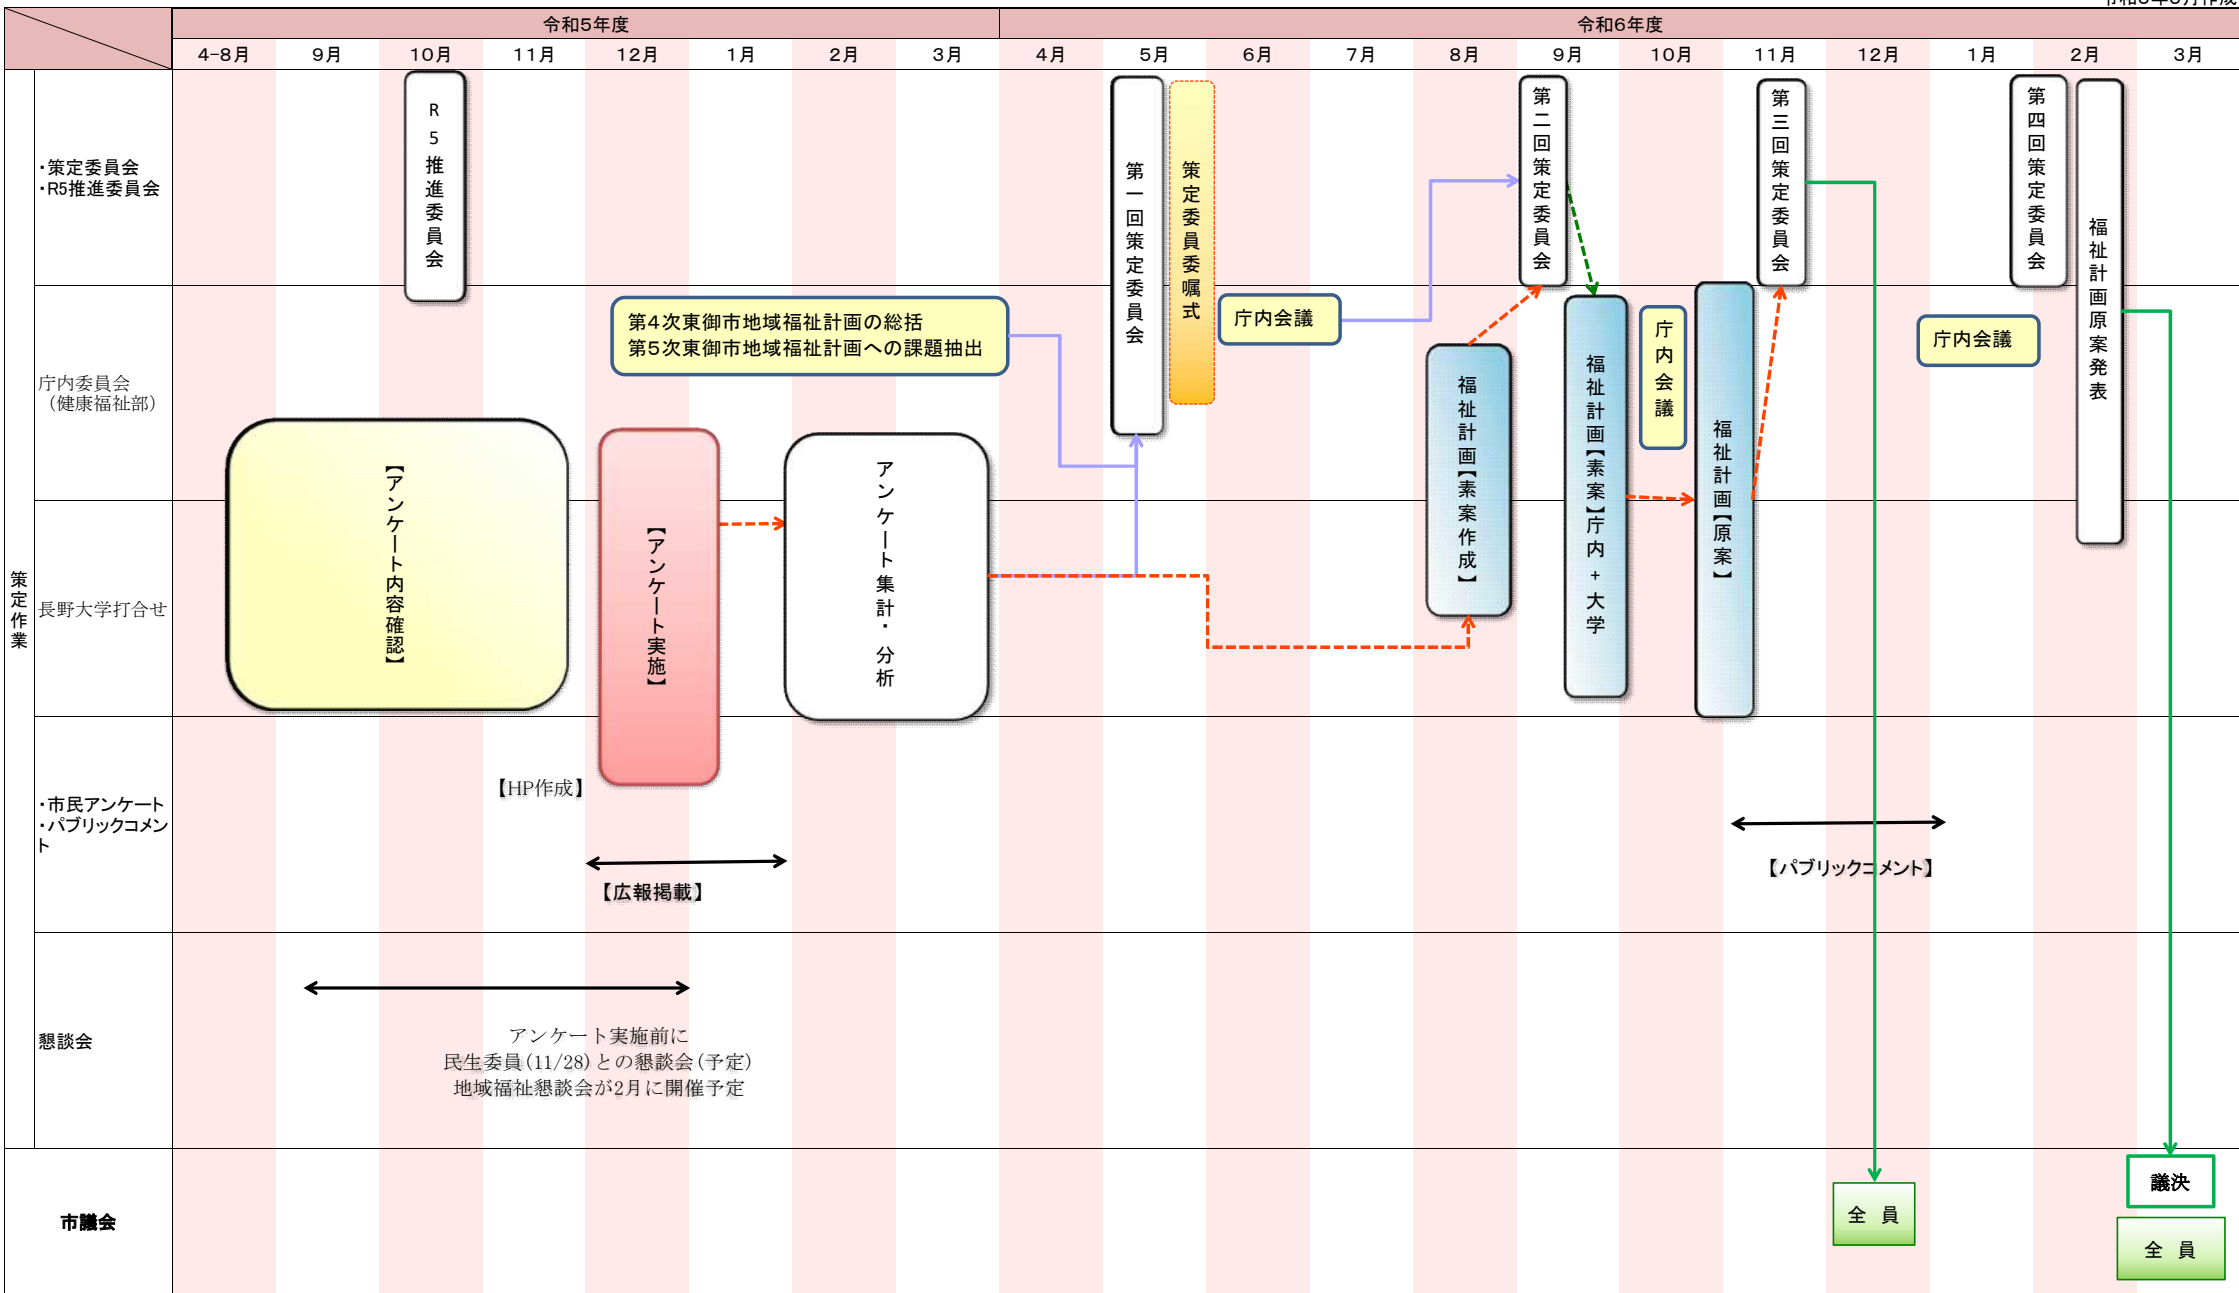 令和5年度
令和6年度
4-8月
9月
10月
11月
12月
1月
2月
3月
4月
5月
6月
7月
8月
9月
10月
11月
12月
1月
2月
3月
策定作業
・策定委員会
・R5推進委員会
R5推進委員会
第一回策定委員会
策定委員委嘱式
第二回策定委員会
第三回策定委員会
第四回策定委員会
福祉計画原案発表
庁内委員会
（健康福祉部）
第4次東御市地域福祉計画の総括
第5次東御市地域福祉計画への課題抽出
庁内会議
庁内会議
庁内会議
長野大学打合せ
【アンケート内容確認】
【アンケート実施】
アンケート集計・分析
福祉計画【素案作成】
福祉計画【素案】庁内+大学
福祉計画【原案】
・市民アンケート
・パブリックコメン
ト
【HP作成】
【広報掲載】
【パブリックコメント】
懇談会
アンケート実施前に
民生委員(11/28)との懇談会(予定)
地域福祉懇談会が2月に開催予定
市議会
全 員
議決
全 員